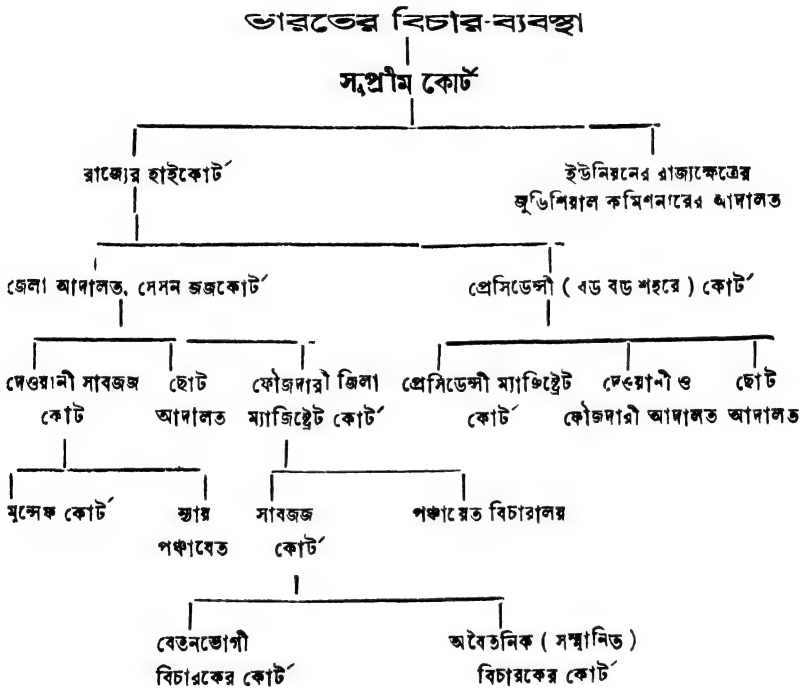 ভারতের বিচার-ব্যবস্থা
সুপ্রীম কোর্ট
রাজ্যের হাইকোর্ট
ইউনিয়নের রাজ্যক্ষেত্রের
জুডিশিয়াল কমিশনারের আদালত
জেলা আদালত, সেসন জজকোর্ট
প্রেসিডেন্সী ( বড বড শহরে ) কোর্ট
দেওয়ানী সাবজজ
কোর্ট
ছোট
আদালত
ফৌজদারী জিলা
ম্যাজিষ্ট্রেট কোর্ট
প্রেসিডেন্সী ম্যাজিষ্ট্রেট
কোর্ট
দেওয়ানী ও
ফৌজদারী আদালত
ছোট
আদালত
মুন্সেফ কোর্ট
ন্যায়
পঞ্চাবেত
সাবজজ
কোর্ট
পঞ্চায়েত বিচারালয়
বেতনভোগী
বিচারকের কোর্ট
অবৈতনিক ( সম্মানিত )
বিচারকের কোর্ট